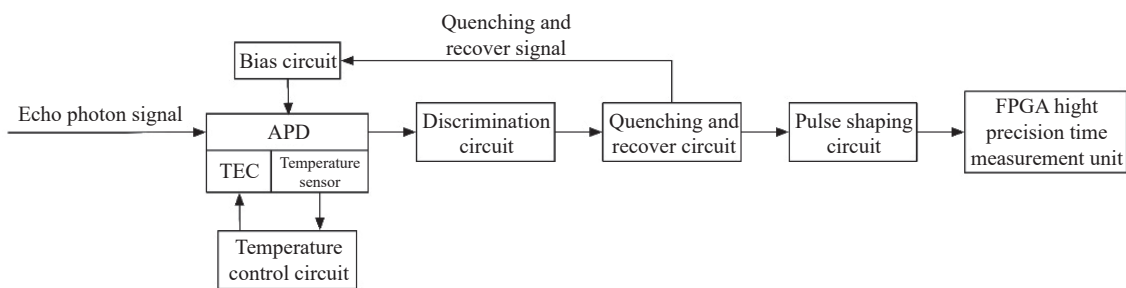 Quenching and
recover signal
Bias circuit
Echo photon signal
APD
TEC
Temperature
sensor
Temperature
control circuit
Discrimination
circuit
Quenching and
recover circuit
Pulse shaping
circuit
FPGA hight
precision time
measurement unit